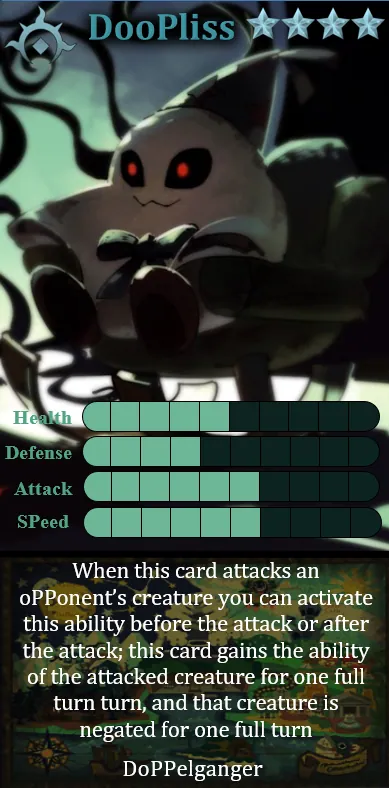 DooPliss
Health
Defense
Attack
SPeed
When this card attacks an
oPPonent's creature you can activate
this ability before the attack or after
the attack; this card gains the ability
of the attacked creature for one full
turn turn, and that creature is
negated for one full turn
DoPPelganger